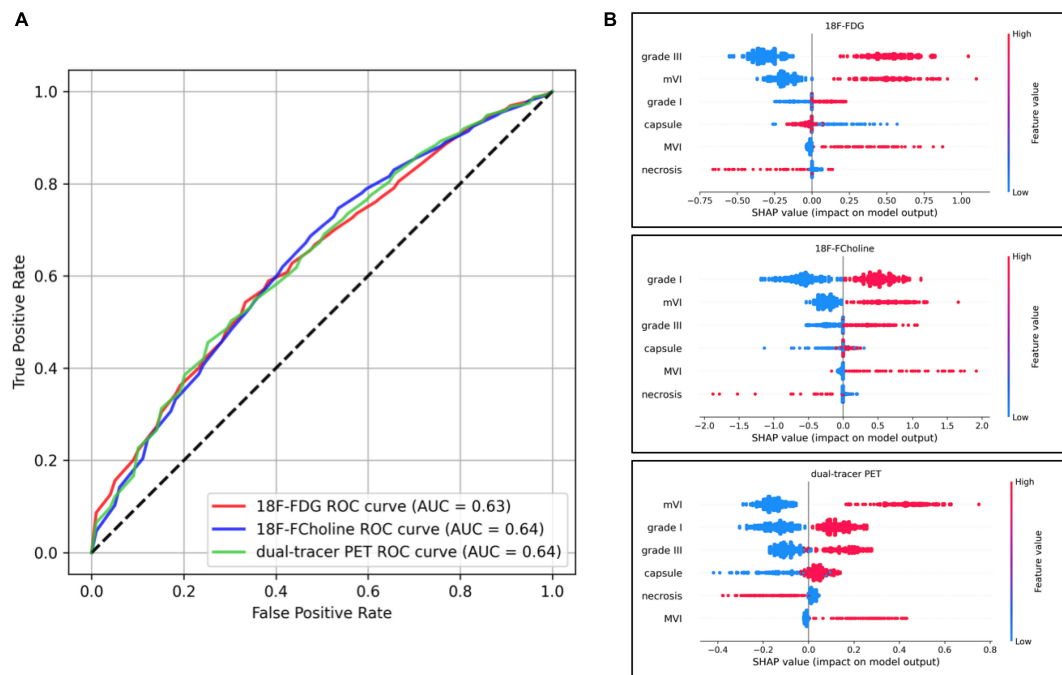 A
True Positive Rate
1.0
0.8
0.6
0.4
0.2
0.0
18F-FDG ROC curve (AUC = 0.63)
18F-FCholine ROC curve (AUC = 0.64)
dual-tracer PET ROC curve (AUC = 0.64)
0.0 0.2 0.4 0.6 0.8 1.0
False Positive Rate
B
18F-FDG
High
grade III
mVI
grade I
capsule
MVI
necrosis
Feature value
Low
−0.75 −0.50 −0.25 0.00 0.25 0.50 0.75 1.00
SHAP value (impact on model output)
18F-FCholine
High
grade I
mVI
grade III
capsule
MVI
necrosis
Feature value
Low
−2.0 −1.5 −1.0 −0.5 0.0 0.5 1.0 1.5 2.0
SHAP value (impact on model output)
dual-tracer PET
High
mVI
grade I
grade III
capsule
necrosis
MVI
Feature value
Low
−0.4 −0.2 0.0 0.2 0.4 0.6 0.8
SHAP value (impact on model output)